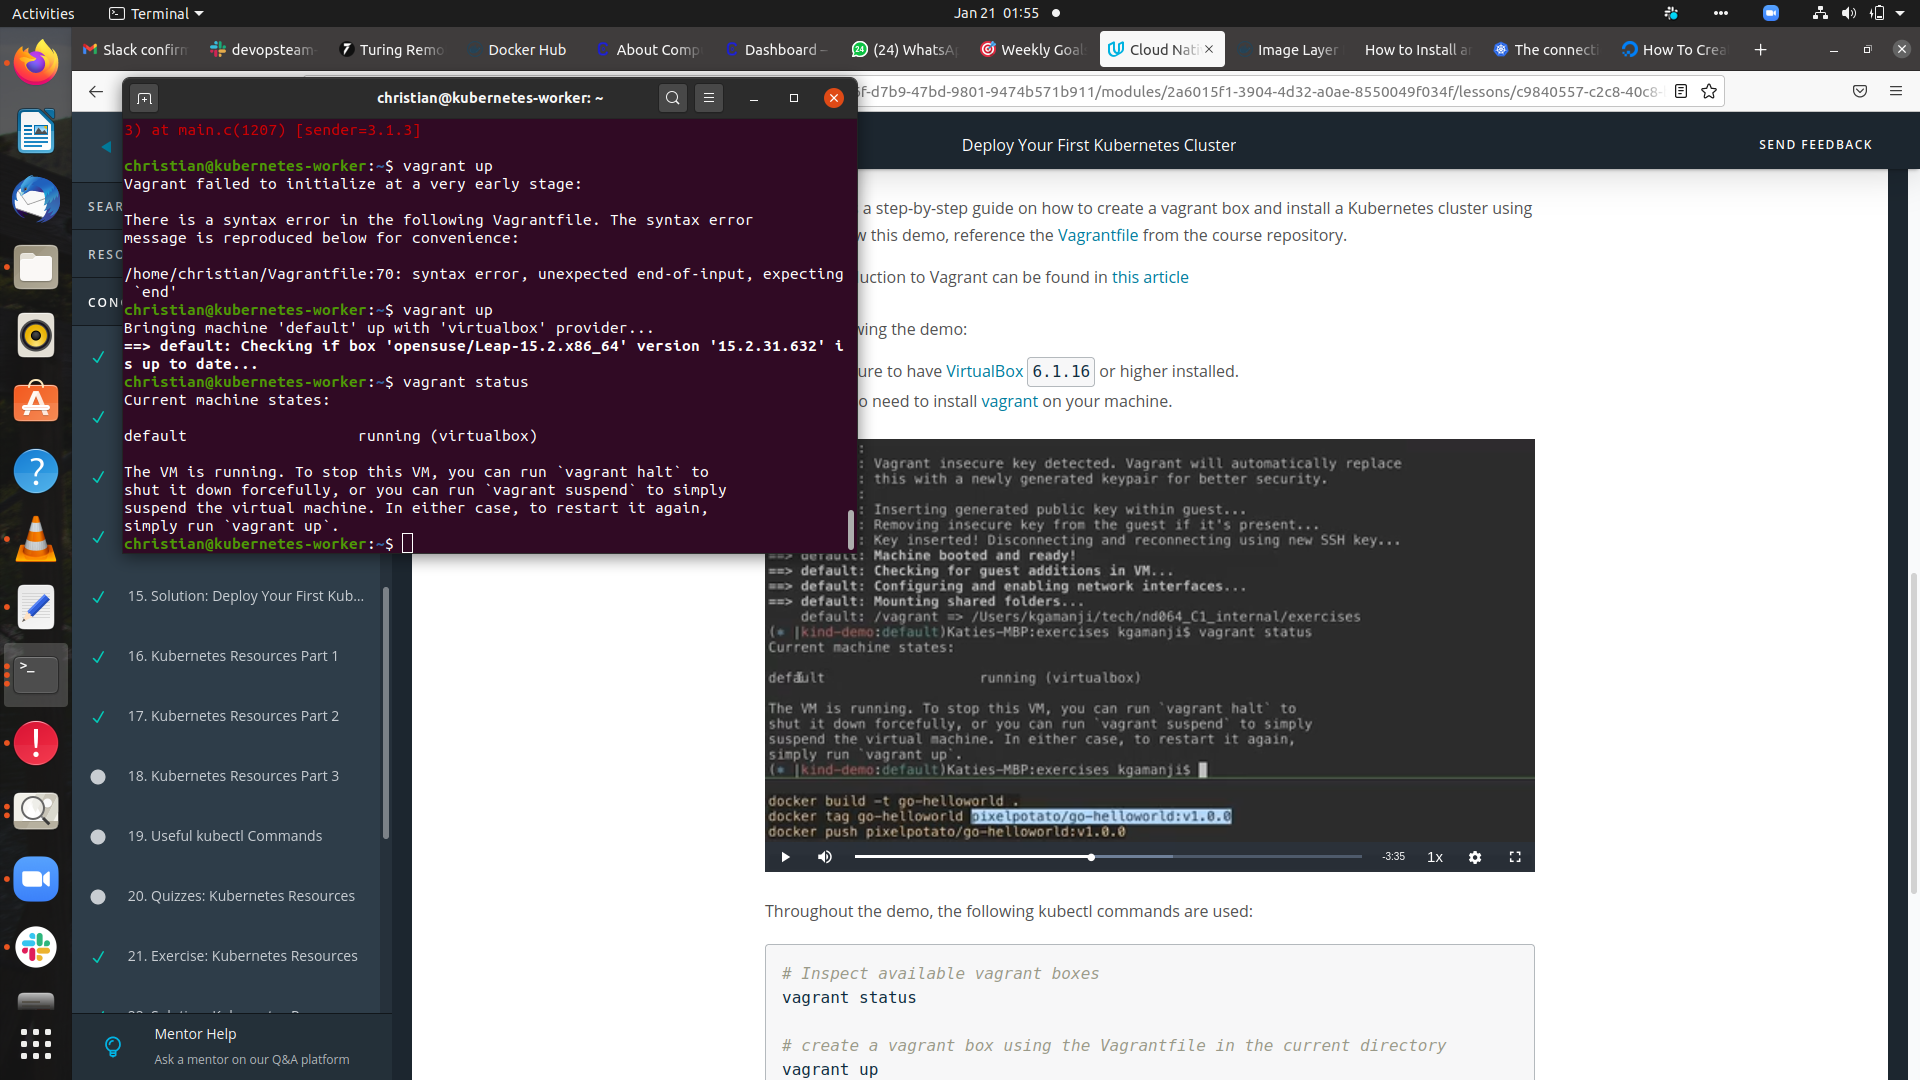 Activities
Terminal
Jan 21 01:55
Slack confirm
devopsteam-
Turing Remo
Docker Hub
About Comp
Dashboard –
(24) WhatsA
Weekly Goal
Cloud Nati
Image Layer
How to Install a
The connecti
How To Crea
christian@kubernetes-worker: ~
6f-d7b9-47bd-9801-9474b571b911/modules/2a6015f1-3904-4d32-a0ae-8550049f034f/lessons/c9840557-c2c8-40c8-
Deploy Your First Kubernetes Cluster
SEND FEEDBACK
SEAR
RESO
CON
3) at main.c(1207) [sender=3.1.3]
christian@kubernetes-worker:~$ vagrant up
Vagrant failed to initialize at a very early stage:
There is a syntax error in the following Vagrantfile. The syntax error
message is reproduced below for convenience:
/home/christian/Vagrantfile:70: syntax error, unexpected end-of-input, expecting
`end'
christian@kubernetes-worker:~$ vagrant up
Bringing machine 'default' up with 'virtualbox' provider...
==> default: Checking if box 'opensuse/Leap-15.2.x86_64' version '15.2.31.632' i
s up to date...
christian@kubernetes-worker:~$ vagrant status
Current machine states:
default running (virtualbox)
The VM is running. To stop this VM, you can run `vagrant halt` to
shut it down forcefully, or you can run `vagrant suspend` to simply
suspend the virtual machine. In either case, to restart it again,
simply run `vagrant up`.
christian@kubernetes-worker:~$
a step-by-step guide on how to create a vagrant box and install a Kubernetes cluster using
w this demo, reference the Vagrantfile from the course repository.
uction to Vagrant can be found in this article
wing the demo:
ure to have VirtualBox 6.1.16 or higher installed.
o need to install vagrant on your machine.
: Vagrant insecure key detected. Vagrant will automatically replace
: this with a newly generated keypair for better security.
:
: Inserting generated public key within guest...
: Removing insecure key from the guest if it's present...
: Key inserted! Disconnecting and reconnecting using new SSH key...
==> default: Machine booted and ready!
==> default: Checking for guest additions in VM...
==> default: Configuring and enabling network interfaces...
==> default: Mounting shared folders...
default: /vagrant => /Users/kgamanji/tech/nd064_C1_internal/exercises
(⎈ |kind-demo:default)Katies-MBP:exercises kgamanji$ vagrant status
Current machine states:
default running (virtualbox)
The VM is running. To stop this VM, you can run `vagrant halt` to
shut it down forcefully, or you can run `vagrant suspend` to simply
suspend the virtual machine. In either case, to restart it again,
simply run `vagrant up`.
(⎈ |kind-demo:default)Katies-MBP:exercises kgamanji$
docker build -t go-helloworld .
docker tag go-helloworld pixelpotato/go-helloworld:v1.0.0
docker push pixelpotato/go-helloworld:v1.0.0
-3:35
1x
15. Solution: Deploy Your First Kub...
16. Kubernetes Resources Part 1
17. Kubernetes Resources Part 2
18. Kubernetes Resources Part 3
19. Useful kubectl Commands
20. Quizzes: Kubernetes Resources
21. Exercise: Kubernetes Resources
Mentor Help
Ask a mentor on our Q&A platform
Throughout the demo, the following kubectl commands are used:
# Inspect available vagrant boxes
vagrant status
# create a vagrant box using the Vagrantfile in the current directory
vagrant up